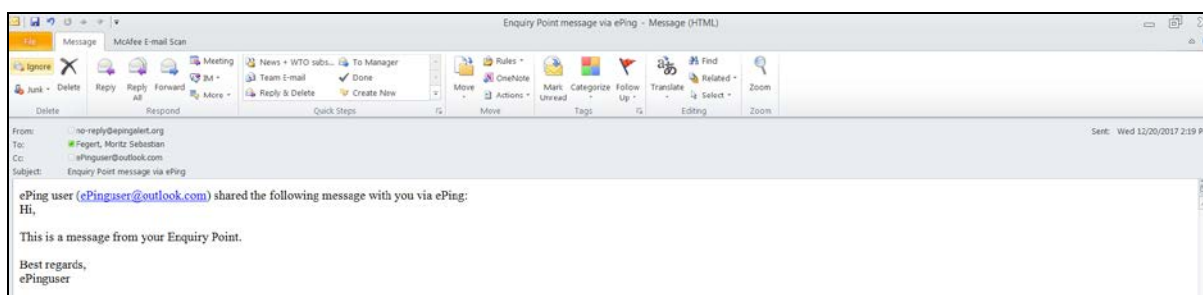 Enquiry Point message via ePing - Message (HTML)
File Message McAfee E-mail Scan
Ignore
Junk
Delete
Reply
Reply All
Forward
Meeting
IM
More
News + WTO subs...
Team E-mail
Reply & Delete
To Manager
Done
Create New
Move
Rules
OneNote
Actions
Mark Unread
Categorize
Follow Up
Translate
Find
Related
Select
Zoom
Delete Respond Quick Steps Move Tags Editing Zoom
From: no-reply@epingalert.org Sent: Wed 12/20/2017 2:19 P
To: Fegert, Moritz Sebastian
Cc: ePinguser@outlook.com
Subject: Enquiry Point message via ePing
ePing user (ePinguser@outlook.com) shared the following message with you via ePing:
Hi,
This is a message from your Enquiry Point.
Best regards,
ePinguser